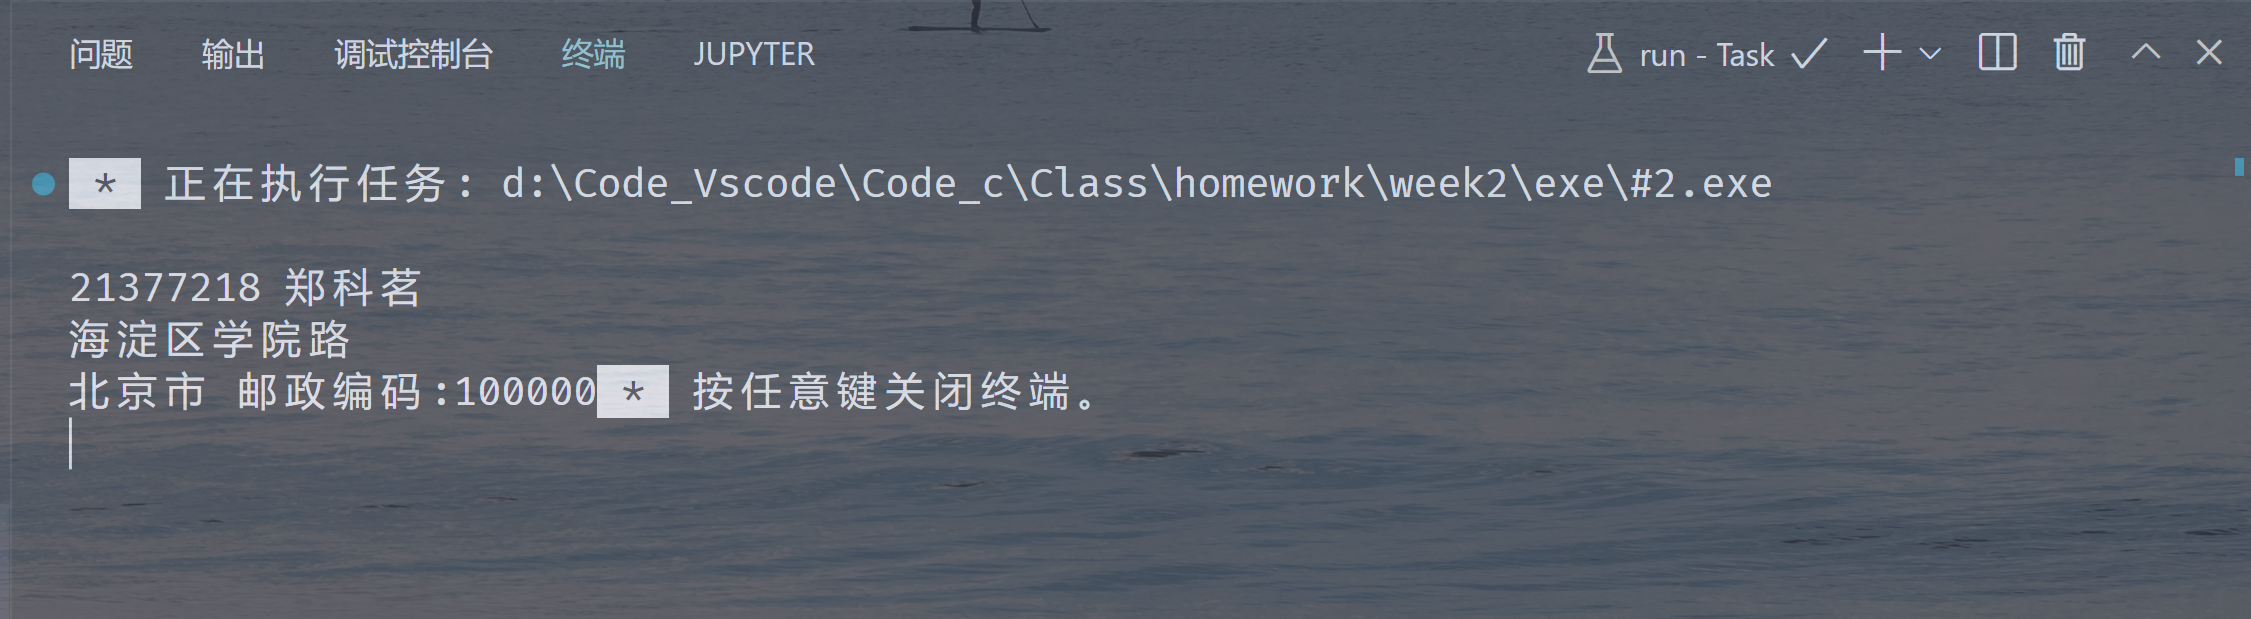 问题 输出 调试控制台 终端 JUPYTER run - Task
* 正在执行任务: d:\Code_Vscode\Code_c\Class\homework\week2\exe\#2.exe
21377218 郑科茗
海淀区学院路
北京市 邮政编码:100000 * 按任意键关闭终端。